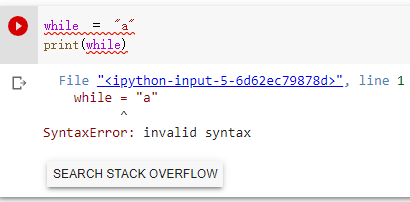 while = "a"
print(while)
File "<ipython-input-5-6d62ec79878d>", line 1
while = "a"
^
SyntaxError: invalid syntax
SEARCH STACK OVERFLOW